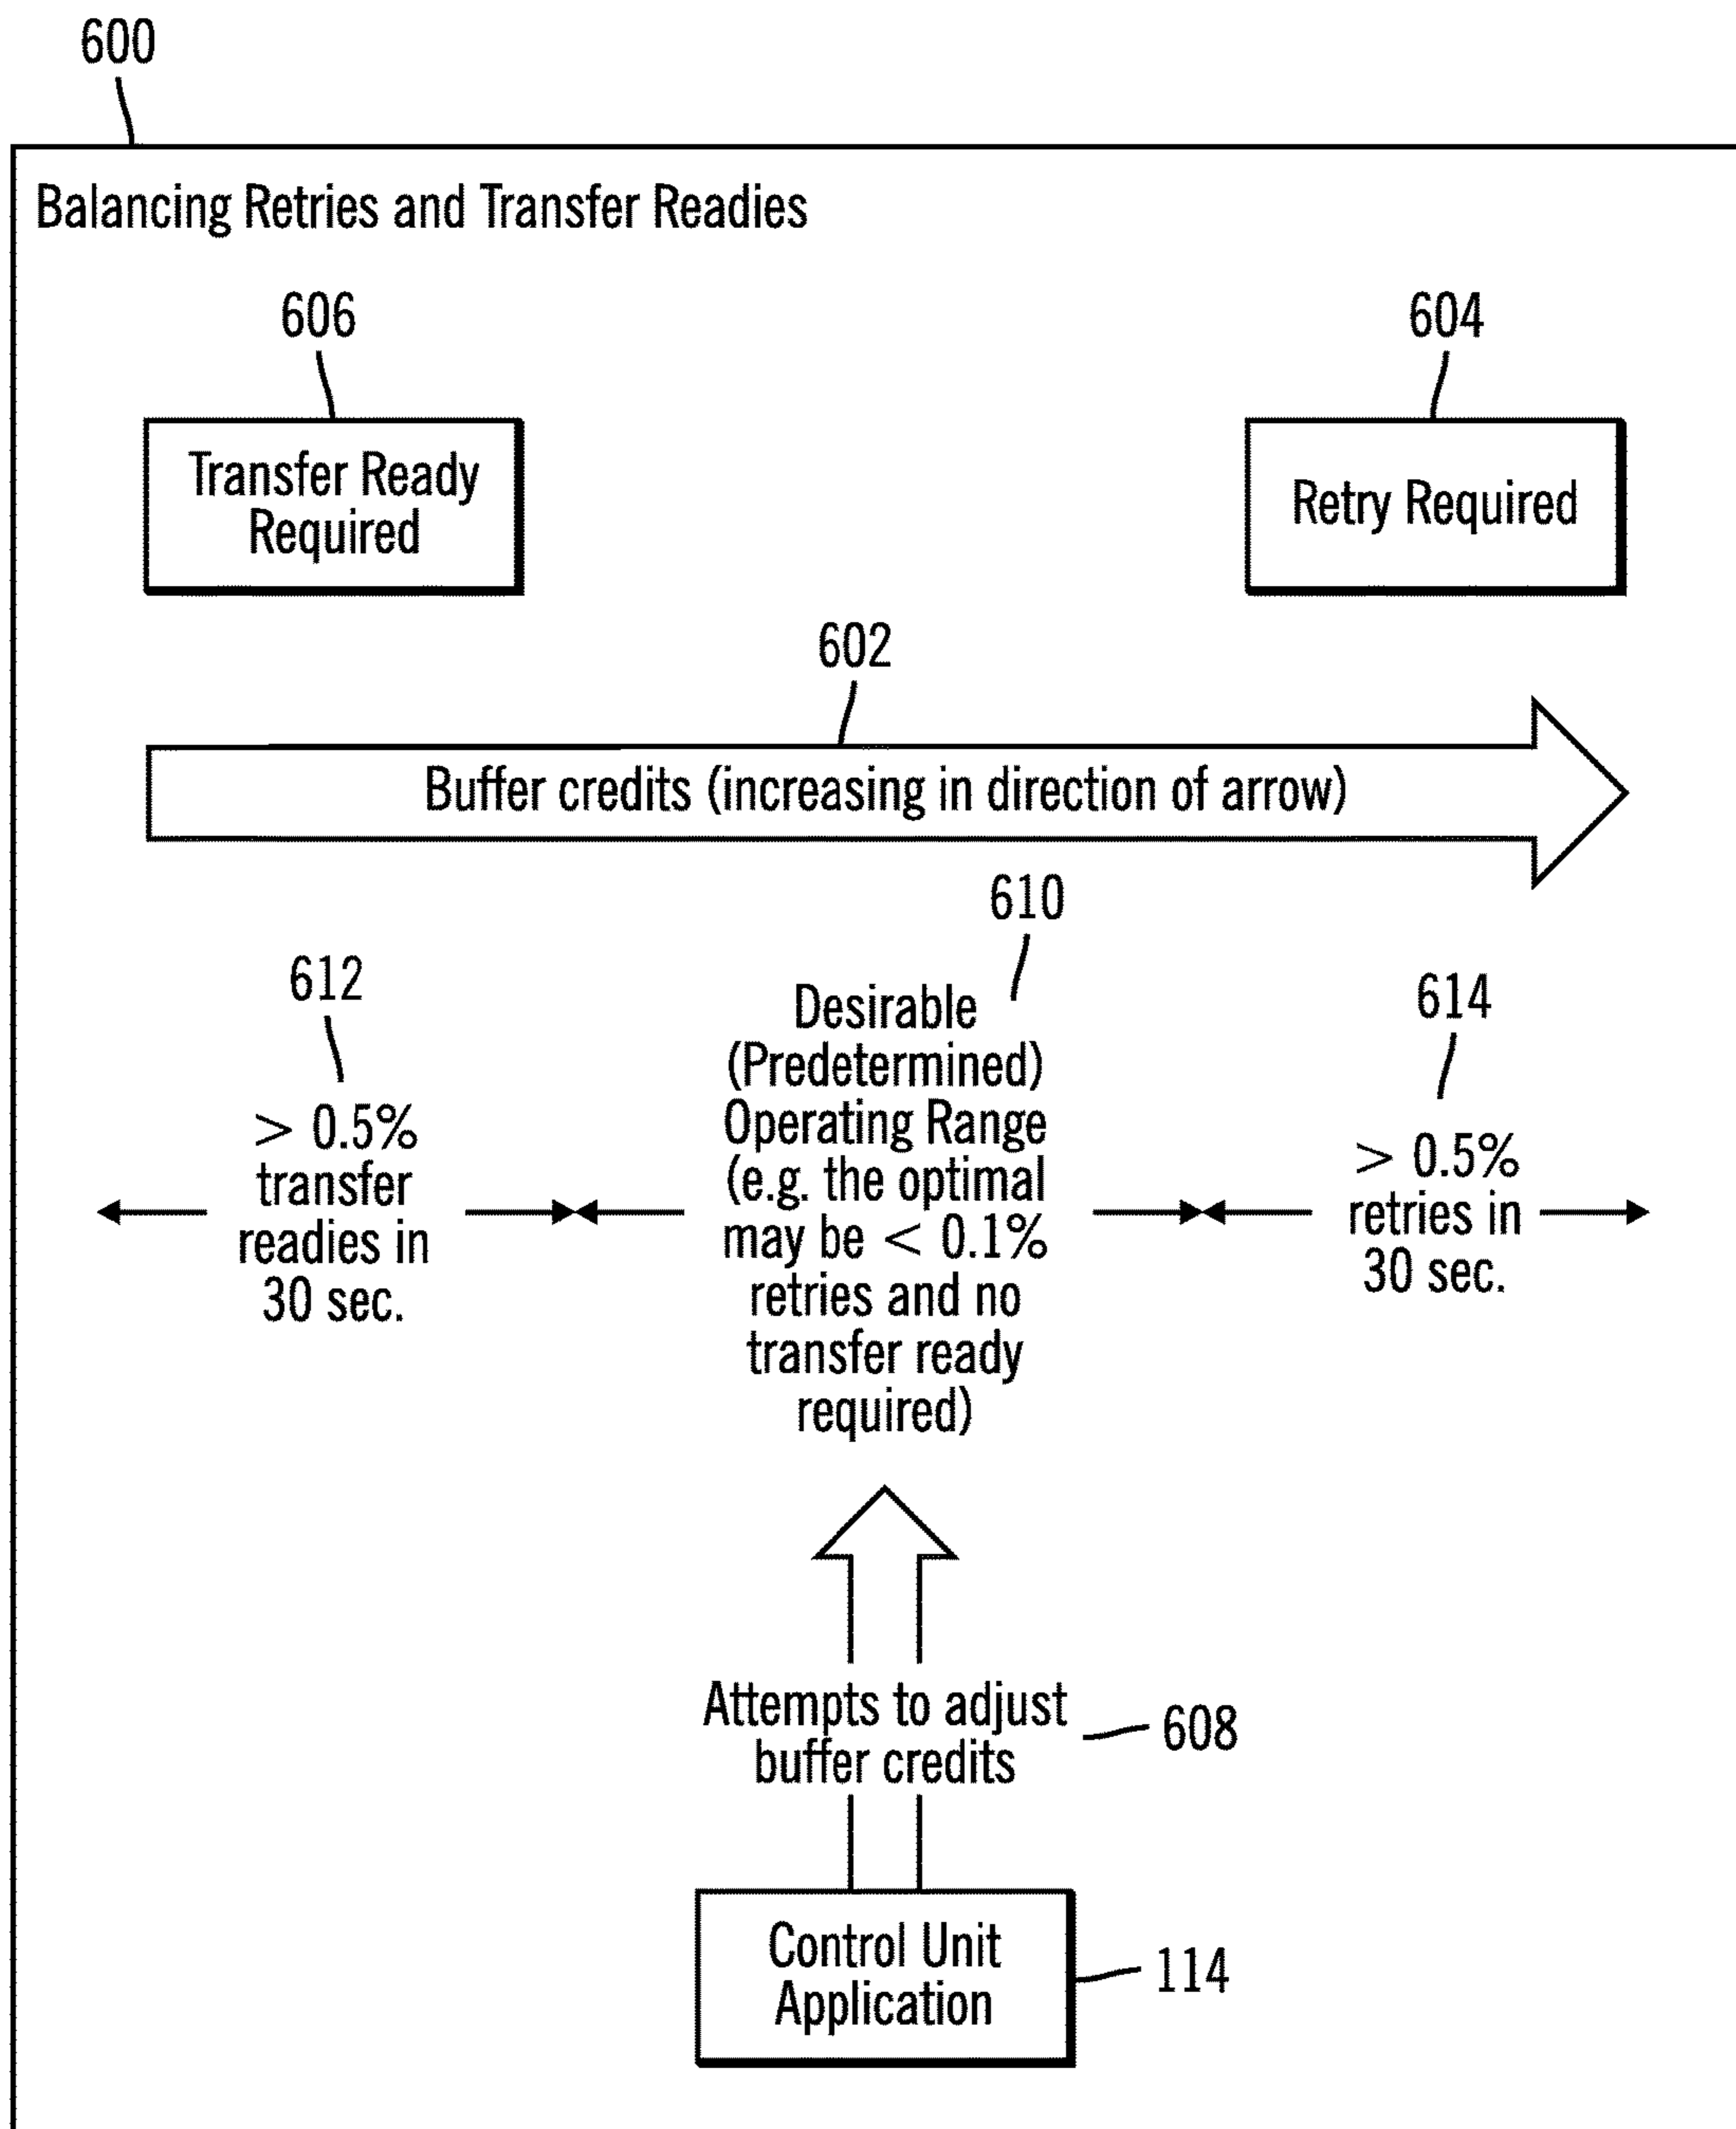 600
Balancing Retries and Transfer Readies
606
604
Transfer Ready
Required
Retry Required
602
Buffer credits (increasing in direction of arrow)
610
612
614
> 0.5%
transfer
readies in
30 sec.
Desirable
(Predetermined)
Operating Range
(e.g. the optimal
may be < 0.1%
retries and no
transfer ready
required)
> 0.5%
retries in
30 sec.
Attempts to adjust
buffer credits
608
Control Unit
Application
114